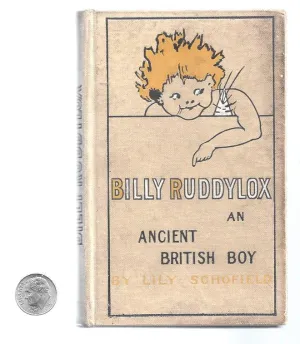 BILLY RUDDYLOX
AN
ANCIENT
BRITISH BOY
BY LILY SCHOFIELD